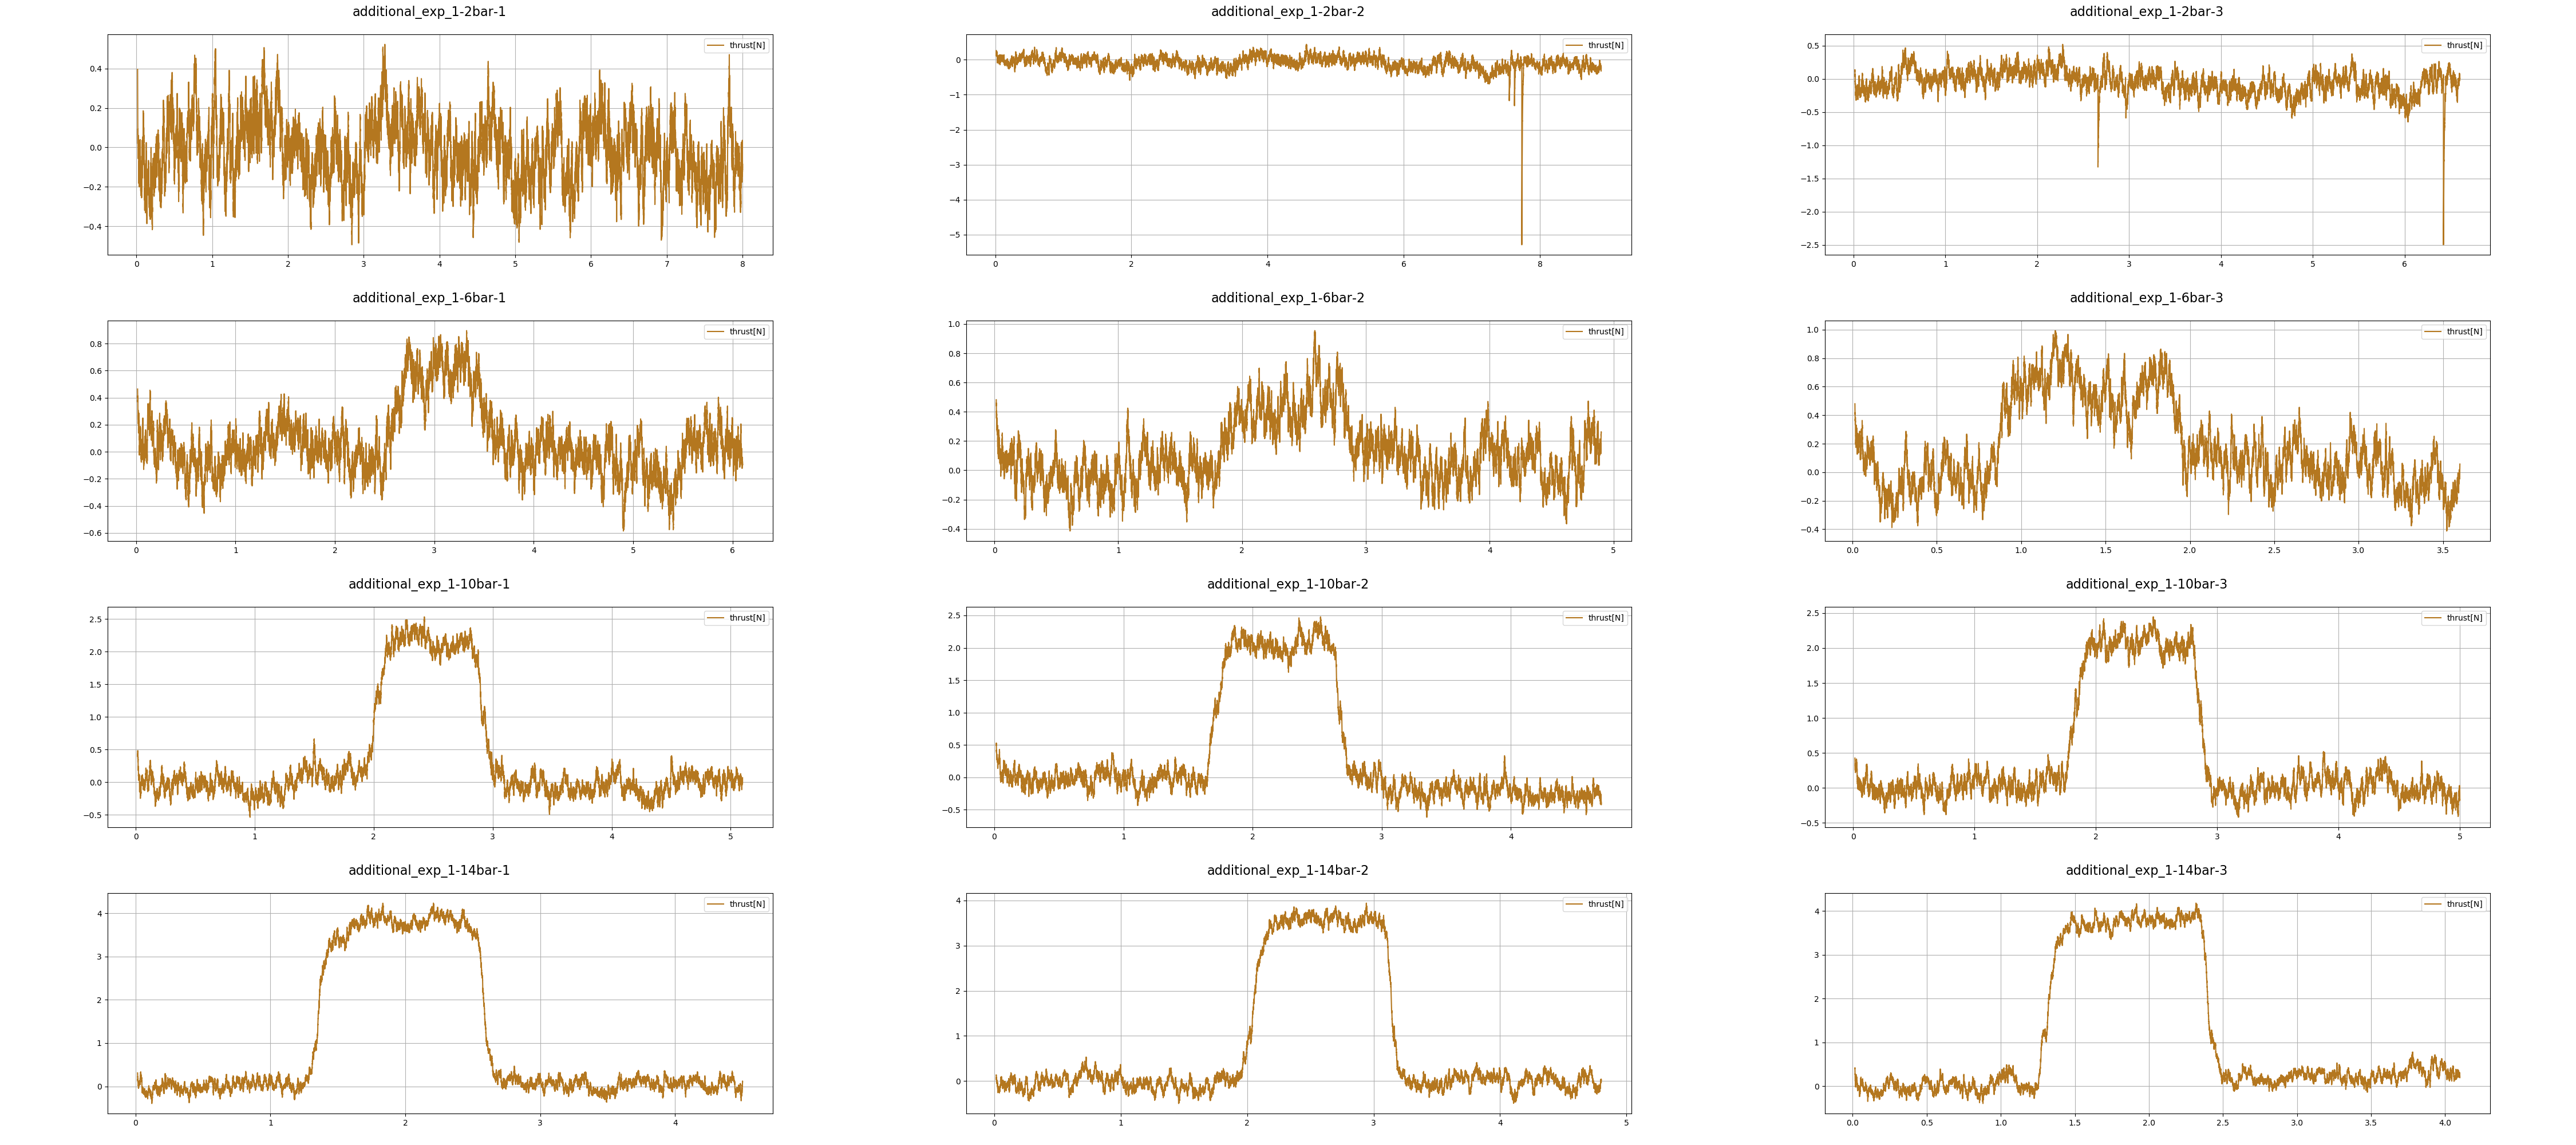 additional_exp_1-2bar-1
additional_exp_1-2bar-2
additional_exp_1-2bar-3
thrust[N]
thrust[N]
thrust[N]
0.4
0.2
0.0
−0.2
−0.4
0 1 2 3 4 5 6 7 8
0
−1
−2
−3
−4
−5
0 2 4 6 8
0.5
0.0
−0.5
−1.0
−1.5
−2.0
−2.5
0 1 2 3 4 5 6
additional_exp_1-6bar-1
additional_exp_1-6bar-2
additional_exp_1-6bar-3
thrust[N]
thrust[N]
thrust[N]
0.8
0.6
0.4
0.2
0.0
−0.2
−0.4
−0.6
0 1 2 3 4 5 6
1.0
0.8
0.6
0.4
0.2
0.0
−0.2
−0.4
0 1 2 3 4 5
1.0
0.8
0.6
0.4
0.2
0.0
−0.2
−0.4
0.0 0.5 1.0 1.5 2.0 2.5 3.0 3.5
additional_exp_1-10bar-1
additional_exp_1-10bar-2
additional_exp_1-10bar-3
thrust[N]
thrust[N]
thrust[N]
2.5
2.0
1.5
1.0
0.5
0.0
−0.5
0 1 2 3 4 5
2.5
2.0
1.5
1.0
0.5
0.0
−0.5
0 1 2 3 4
2.5
2.0
1.5
1.0
0.5
0.0
−0.5
0 1 2 3 4 5
additional_exp_1-14bar-1
additional_exp_1-14bar-2
additional_exp_1-14bar-3
thrust[N]
thrust[N]
thrust[N]
4
3
2
1
0
0 1 2 3 4
4
3
2
1
0
0 1 2 3 4 5
4
3
2
1
0
0.0 0.5 1.0 1.5 2.0 2.5 3.0 3.5 4.0